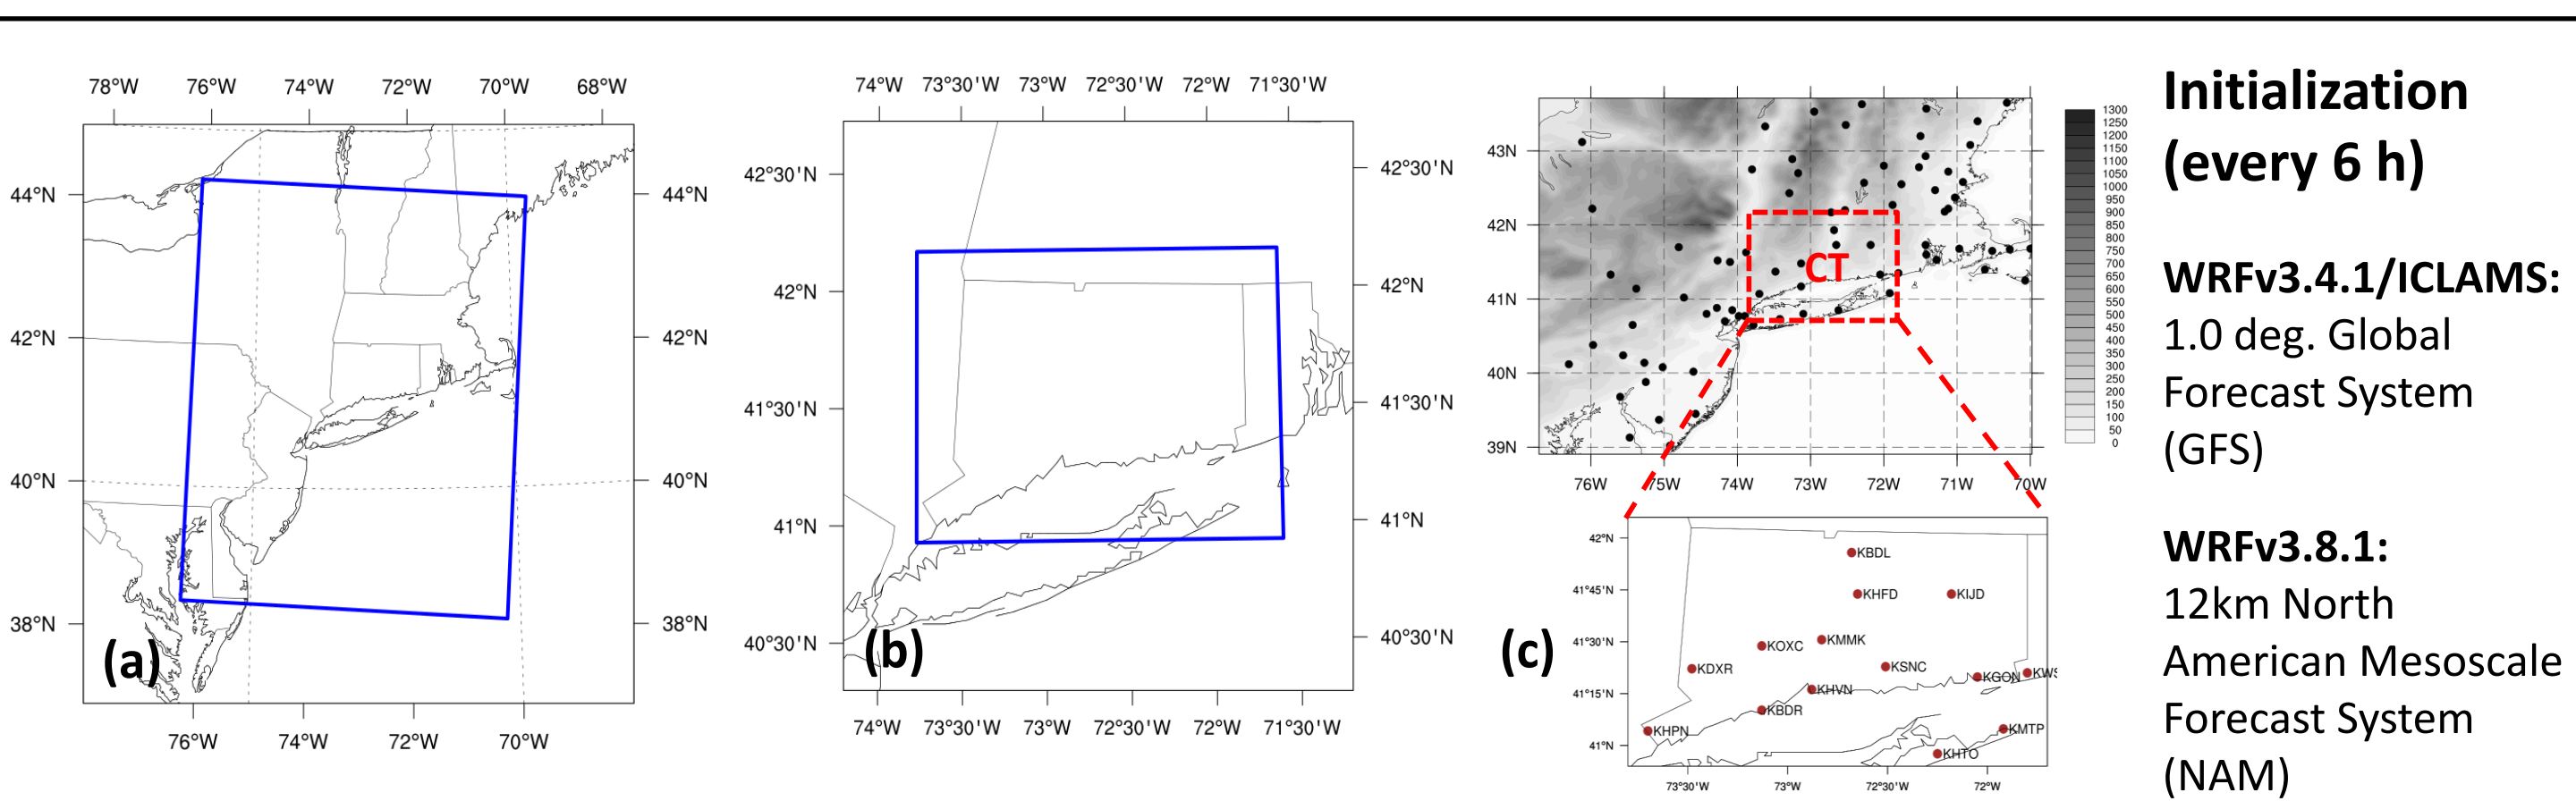 78°W 76°W 74°W 72°W 70°W 68°W
44°N 44°N
42°N 42°N
40°N 40°N
38°N 38°N
(a)
76°W 74°W 72°W 70°W
74°W 73°30'W 73°W 72°30'W 72°W 71°30'W
42°30'N 42°30'N
42°N 42°N
41°30'N 41°30'N
41°N 41°N
40°30'N 40°30'N
(b)
74°W 73°30'W 73°W 72°30'W 72°W 71°30'W
43N
42N
41N
40N
39N
CT
76W 75W 74W 73W 72W 71W 70W
1300
1250
1200
1150
1100
1050
1000
950
900
850
800
750
700
650
600
550
500
450
400
350
300
250
200
150
100
50
0
(c)
42°N
41°45'N
41°30'N
41°15'N
41°N
KBDL
KHFD KIJD
KOXC KMMK
KDXR KSNC KGON KWS
KHVN
KBDR
KHPN KMTP
KHTO
73°30'W 73°W 72°30'W 72°W
Initialization
(every 6 h)
WRFv3.4.1/ICLAMS:
1.0 deg. Global
Forecast System
(GFS)
WRFv3.8.1:
12km North
American Mesoscale
Forecast System
(NAM)